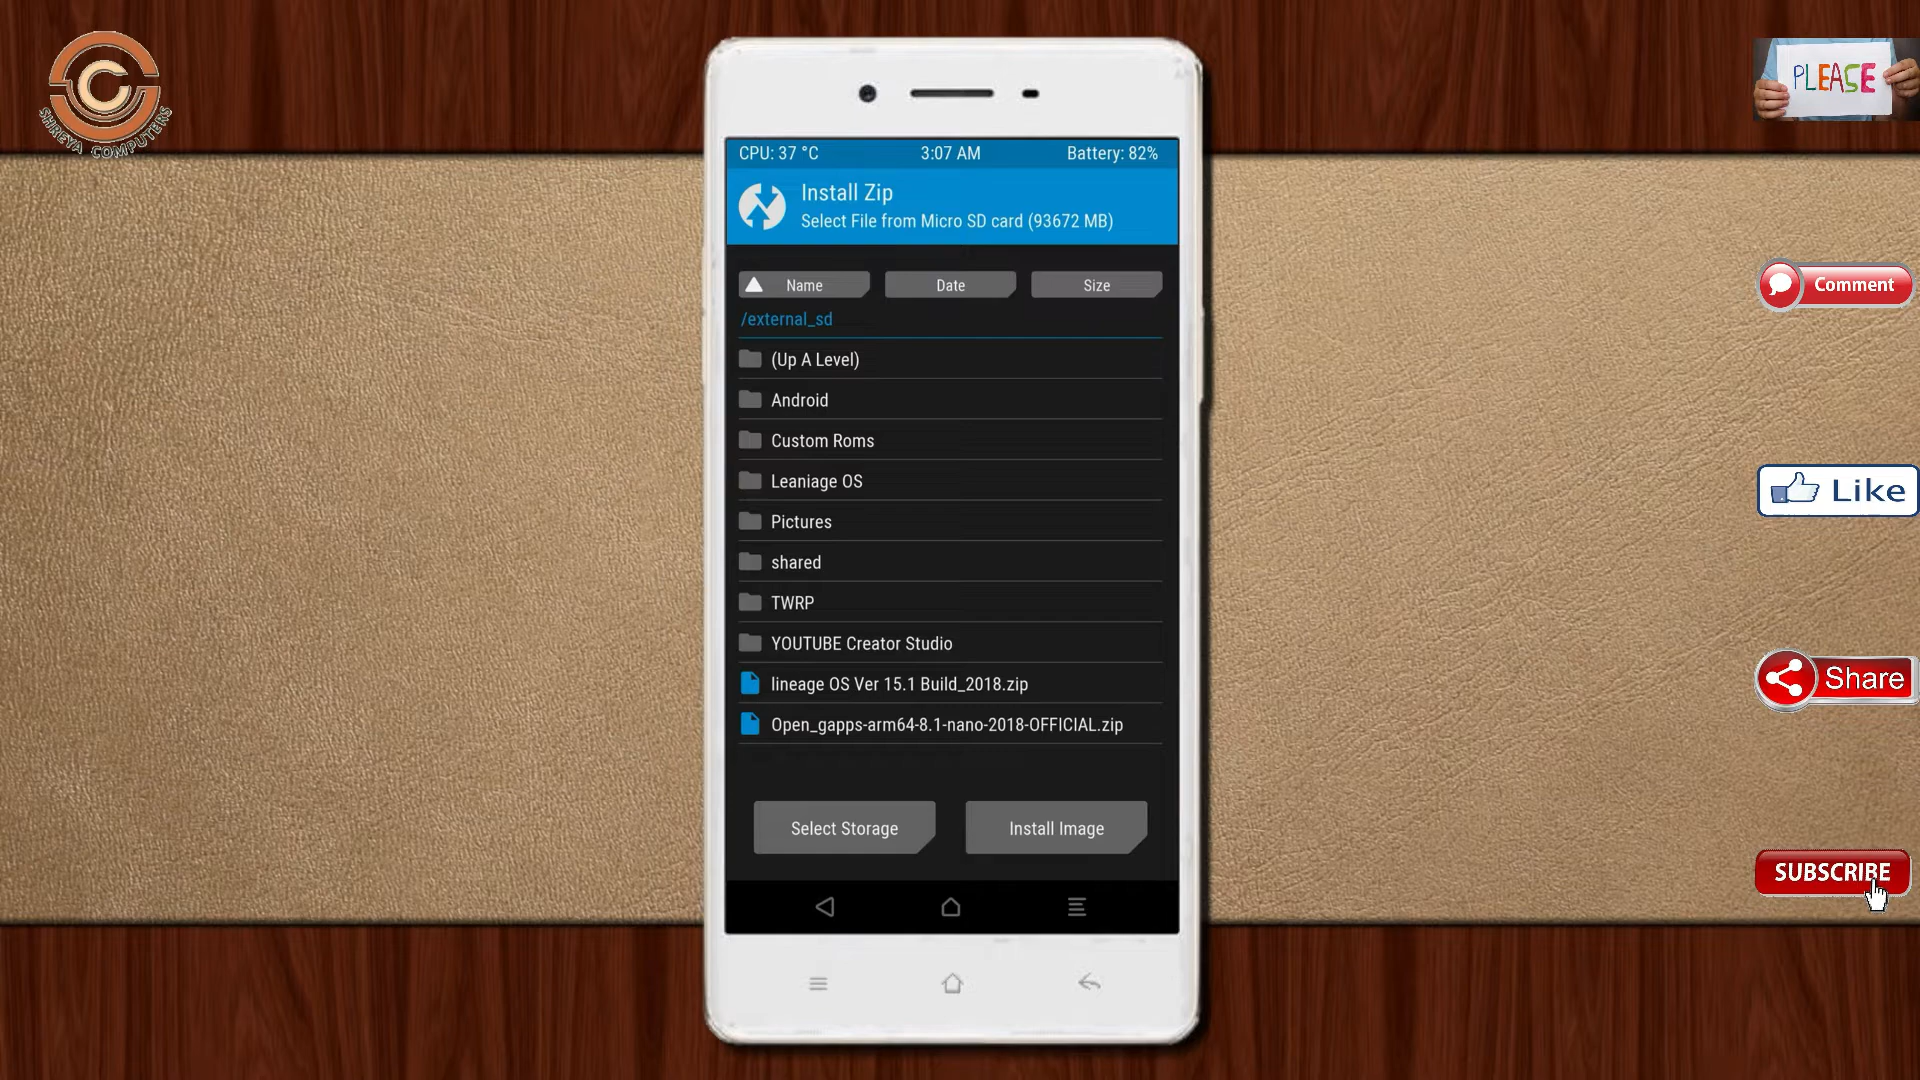 SHREYA COMPUTERS
PLEASE
CPU: 37 °C
3:07 AM
Battery: 82%
Install Zip
Select File from Micro SD card (93672 MB)
Name
Date
Size
/external_sd
(Up A Level)
Android
Custom Roms
Leaniage OS
Pictures
shared
TWRP
YOUTUBE Creator Studio
lineage OS Ver 15.1 Build_2018.zip
Open_gapps-arm64-8.1-nano-2018-OFFICIAL.zip
Select Storage
Install Image
Comment
Like
Share
SUBSCRIBE